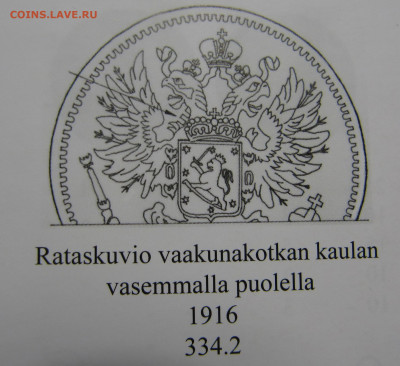 COINS.LAVE.RU
Rataskuvio vaakunakotkan kaulan
vasemmalla puolella
1916
334.2